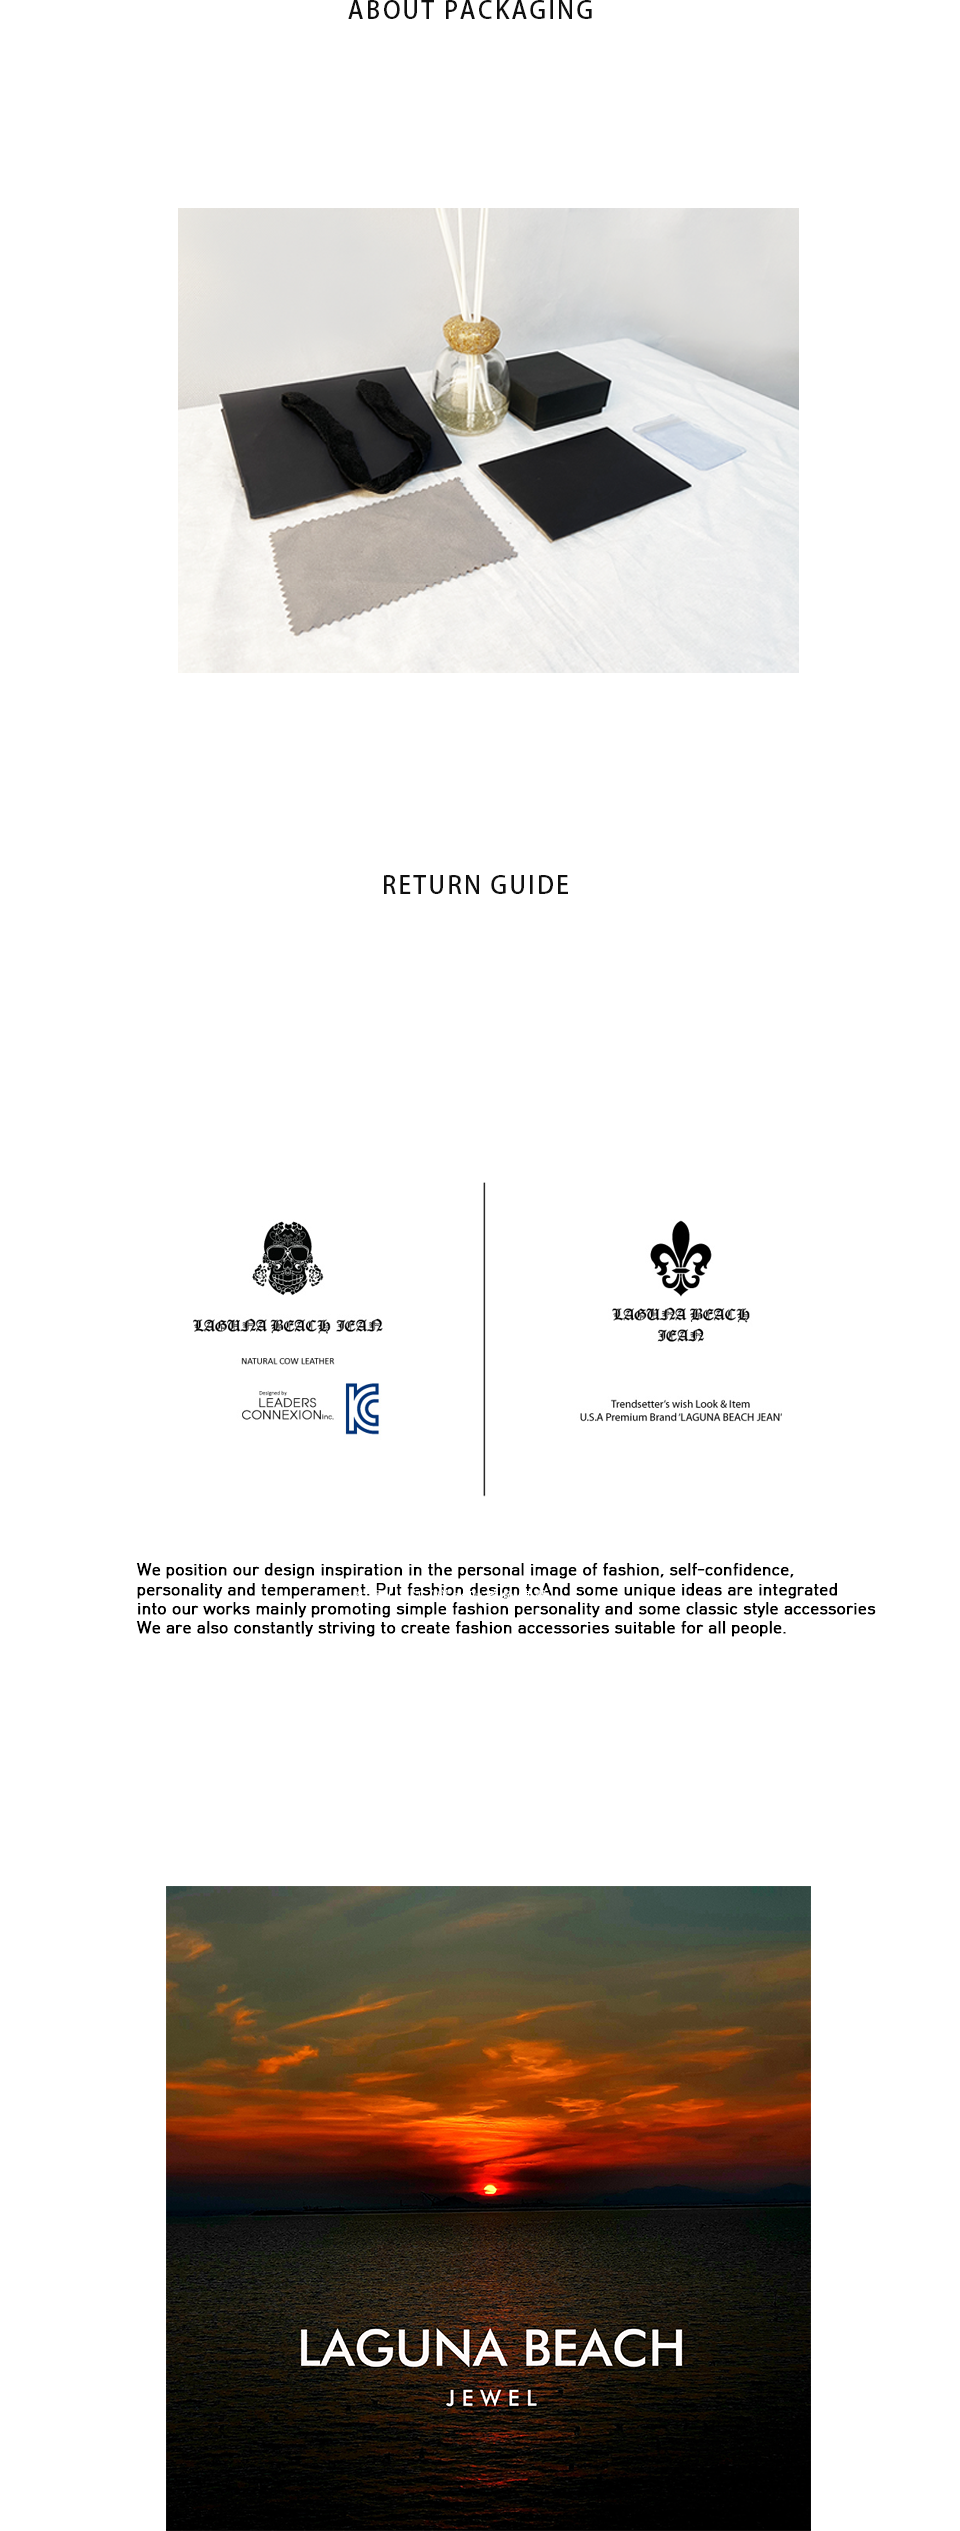 ABOUT PACKAGING
RETURN GUIDE
LAGUNA BEACH JEAN
NATURAL COW LEATHER
Designed by
LEADERS
CONNEXION inc.
KC
LAGUNA BEACH
JEAN
Trendsetter's wish Look & Item
U.S.A Premium Brand 'LAGUNA BEACH JEAN'
We position our design inspiration in the personal image of fashion, self-confidence,
personality and temperament. Put fashion design toAnd some unique ideas are integrated
into our works mainly promoting simple fashion personality and some classic style accessories
We are also constantly striving to create fashion accessories suitable for all people.
LAGUNA BEACH
JEWEL